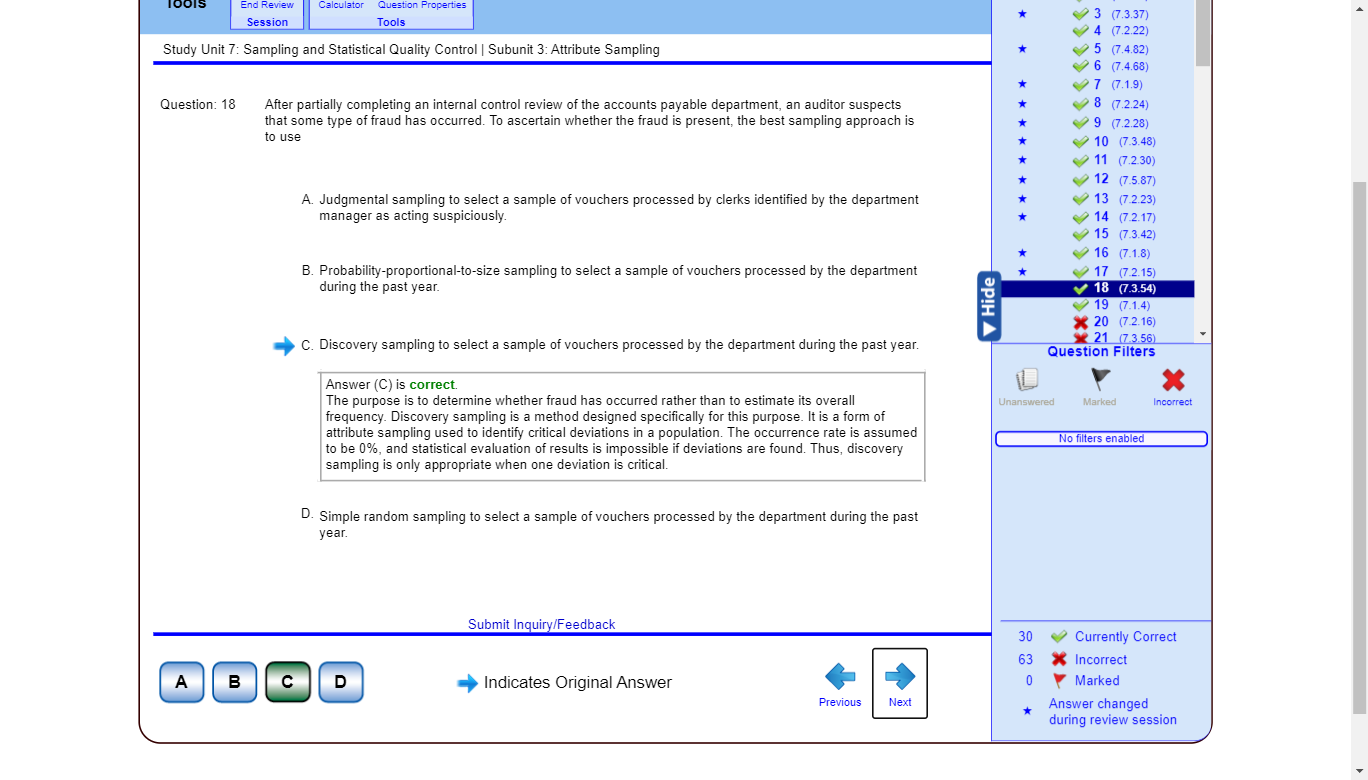 Tools
End Review
Calculator Question Properties
Session
Tools
Study Unit 7: Sampling and Statistical Quality Control | Subunit 3: Attribute Sampling
Question: 18
After partially completing an internal control review of the accounts payable department, an auditor suspects
that some type of fraud has occurred. To ascertain whether the fraud is present, the best sampling approach is
to use
A. Judgmental sampling to select a sample of vouchers processed by clerks identified by the department
manager as acting suspiciously.
B. Probability-proportional-to-size sampling to select a sample of vouchers processed by the department
during the past year.
C. Discovery sampling to select a sample of vouchers processed by the department during the past year.
Answer (C) is correct.
The purpose is to determine whether fraud has occurred rather than to estimate its overall
frequency. Discovery sampling is a method designed specifically for this purpose. It is a form of
attribute sampling used to identify critical deviations in a population. The occurrence rate is assumed
to be 0%, and statistical evaluation of results is impossible if deviations are found. Thus, discovery
sampling is only appropriate when one deviation is critical.
D. Simple random sampling to select a sample of vouchers processed by the department during the past
year.
Submit Inquiry/Feedback
A B C D
Indicates Original Answer
Previous
Next
3 (7.3.37)
4 (7.2.22)
5 (7.4.82)
6 (7.4.68)
7 (7.1.9)
8 (7.2.24)
9 (7.2.28)
10 (7.3.48)
11 (7.2.30)
12 (7.5.87)
13 (7.2.23)
14 (7.2.17)
15 (7.3.42)
16 (7.1.8)
17 (7.2.15)
18 (7.3.54)
19 (7.1.4)
20 (7.2.16)
21 (7.3.56)
Hide
Question Filters
Unanswered
Marked
Incorrect
No filters enabled
30 Currently Correct
63 Incorrect
0 Marked
Answer changed
during review session